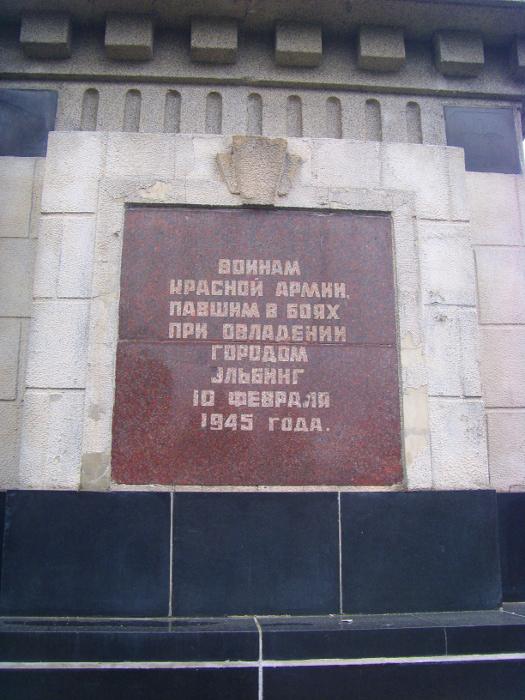 ВОИНАМ
КРАСНОЙ АРМИИ,
ПАВШИМ В БОЯХ
ПРИ ОВЛАДЕНИИ
ГОРОДОМ
ЭЛЬБИНГ
10 ФЕВРАЛЯ
1945 ГОДА.